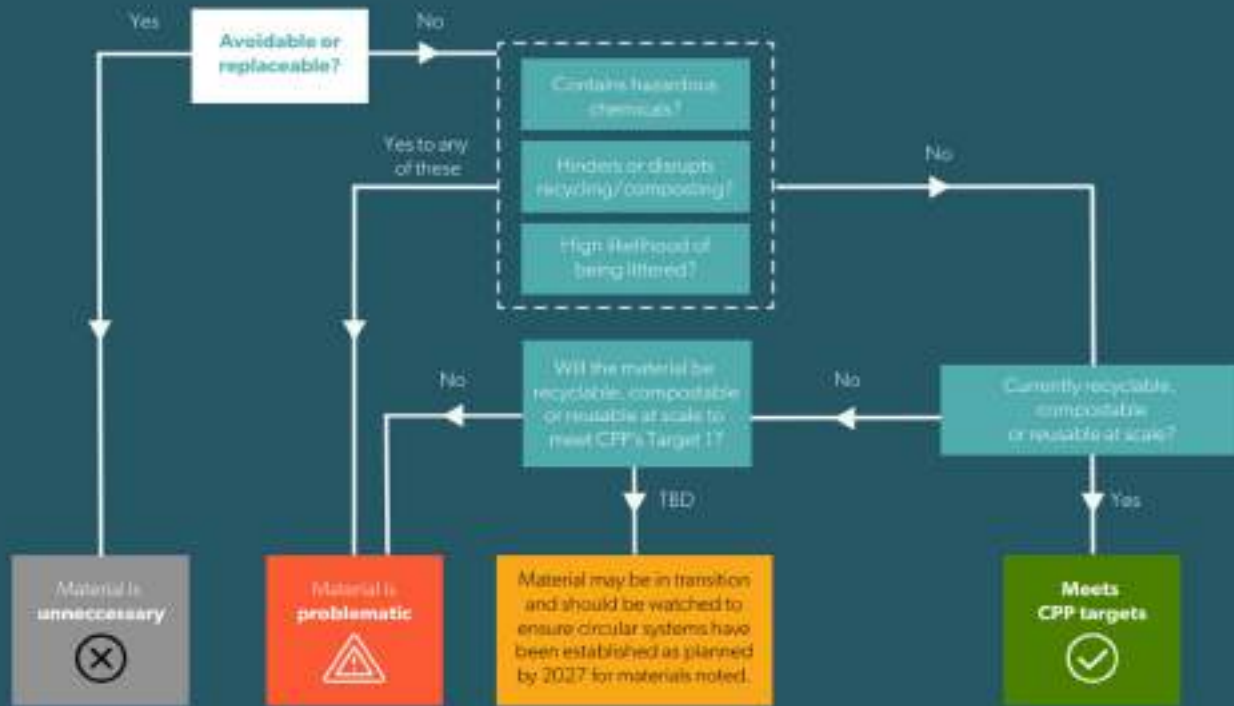 Yes
Avoidable or
replaceable?
No
Contains hazardous
chemicals?
Yes to any
of these
Hinders or disrupts
recycling/composting?
No
High likelihood of
being littered?
No
Will the material be
recyclable, compostable
or reusable at scale to
meet CPP's Target 1?
No
Currently recyclable,
compostable
or reusable at scale?
TBD
Yes
Material is
unneccessary
Material is
problematic
Material may be in transition
and should be watched to
ensure circular systems have
been established as planned
by 2027 for materials noted.
Meets
CPP targets